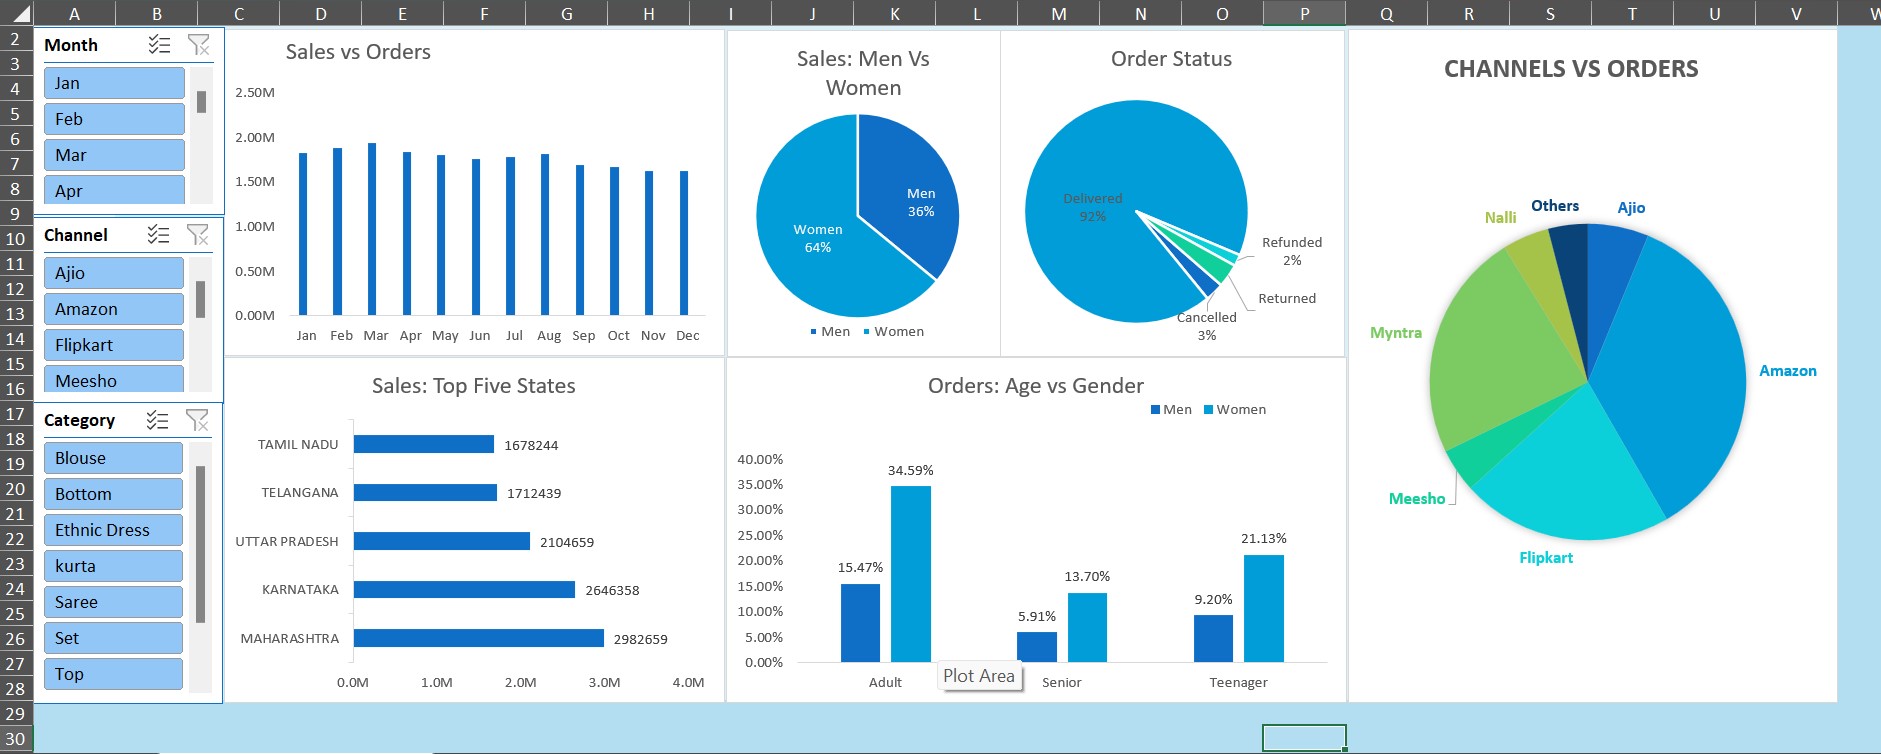 A B C D E F G H I J K L M N O P Q R S T U V W
2
3
4
5
6
7
8
9
10
11
12
13
14
15
16
17
18
19
20
21
22
23
24
25
26
27
28
29
30
Month
Jan
Feb
Mar
Apr
Channel
Ajio
Amazon
Flipkart
Meesho
Category
Blouse
Bottom
Ethnic Dress
kurta
Saree
Set
Top
Sales vs Orders
2.50M
2.00M
1.50M
1.00M
0.50M
0.00M
Jan Feb Mar Apr May Jun Jul Aug Sep Oct Nov Dec
Sales: Men Vs
Women
Men
36%
Women
64%
Men Women
Order Status
Delivered
92%
Refunded
2%
Returned
Cancelled
3%
CHANNELS VS ORDERS
Others
Ajio
Nalli
Myntra
Amazon
Meesho
Flipkart
Sales: Top Five States
TAMIL NADU 1678244
TELANGANA 1712439
UTTAR PRADESH 2104659
KARNATAKA 2646358
MAHARASHTRA 2982659
0.0M 1.0M 2.0M 3.0M 4.0M
Orders: Age vs Gender
Men Women
40.00%
35.00%
30.00%
25.00%
20.00%
15.00%
10.00%
5.00%
0.00%
15.47%
34.59%
5.91%
13.70%
9.20%
21.13%
Adult Senior Teenager
Plot Area